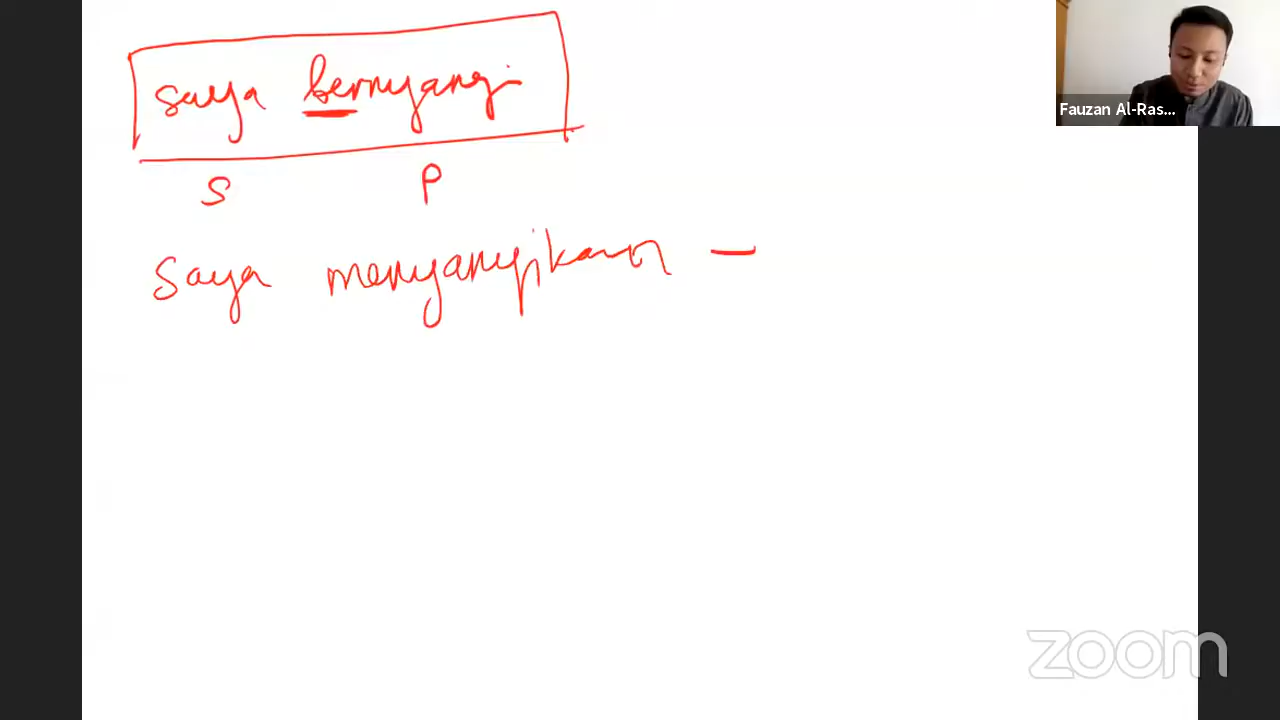 saya bernyanyi
Fauzan Al-Ras...
S P
Saya menyanyikan —
zoom